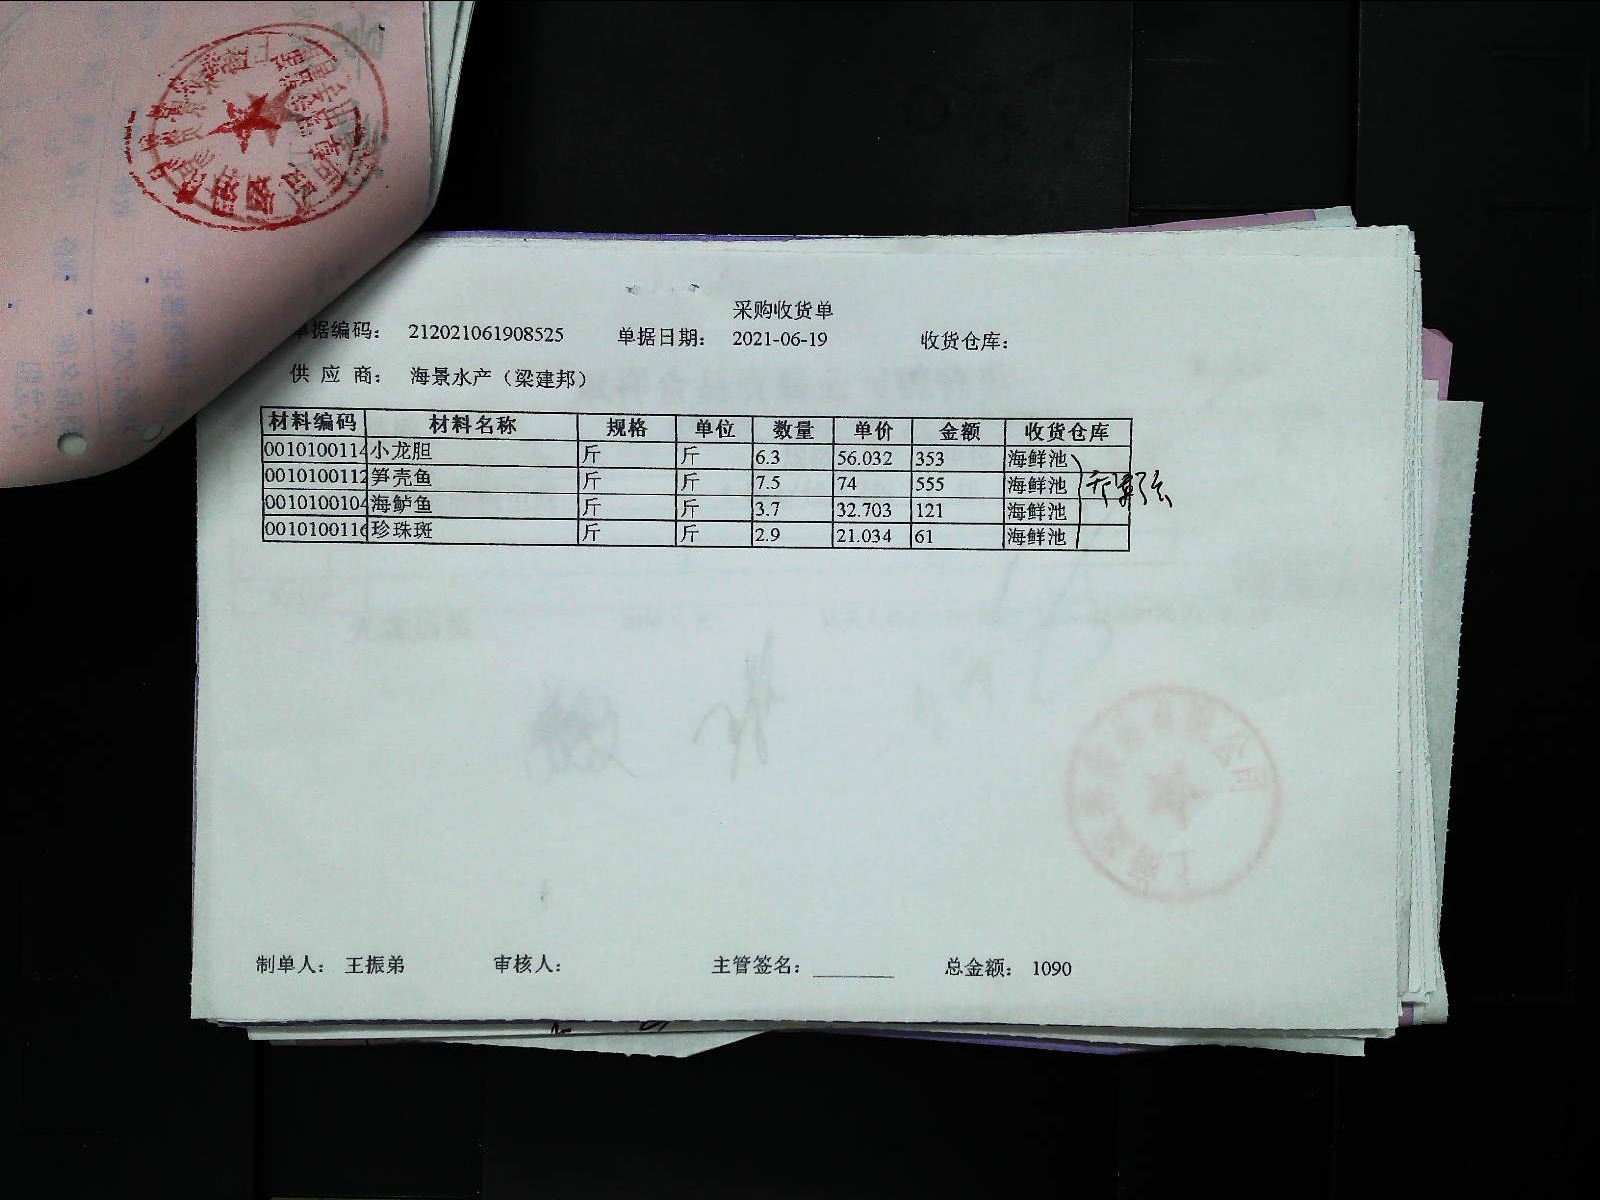 采购收货单
单据编码: 212021061908525 单据日期: 2021-06-19 收货仓库:
供 应 商: 海景水产（梁建邦）
材料编码 材料名称 规格 单位 数量 单价 金额 收货仓库
0010100114 小龙胆 斤 斤 6.3 56.032 353 海鲜池
0010100112 笋壳鱼 斤 斤 7.5 74 555 海鲜池
0010100104 海鲈鱼 斤 斤 3.7 32.703 121 海鲜池
0010100116 珍珠斑 斤 斤 2.9 21.034 61 海鲜池
制单人: 王振弟 审核人: 主管签名: ________ 总金额: 1090